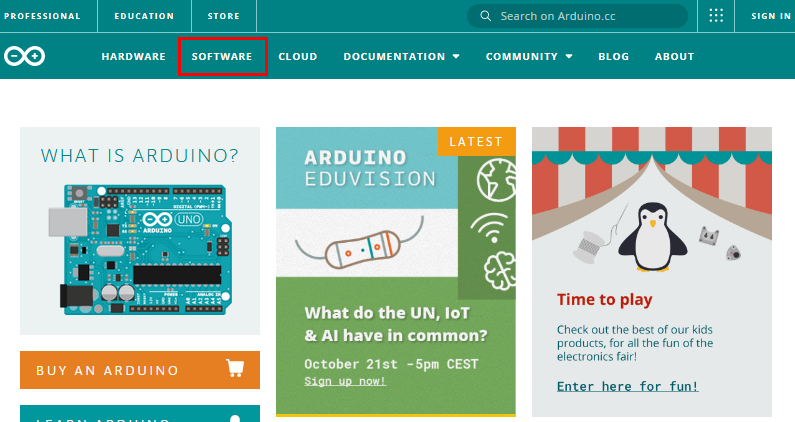 PROFESSIONAL EDUCATION STORE Search on Arduino.cc SIGN IN
HARDWARE SOFTWARE CLOUD DOCUMENTATION COMMUNITY BLOG ABOUT
WHAT IS ARDUINO?
UNO
ARDUINO
BUY AN ARDUINO
LEARN ARDUINO
LATEST
ARDUINO
EDUVISION
What do the UN, IoT
& AI have in common?
October 21st -5pm CEST
Sign up now!
Time to play
Check out the best of our kids
products, for all the fun of the
electronics fair!
Enter here for fun!